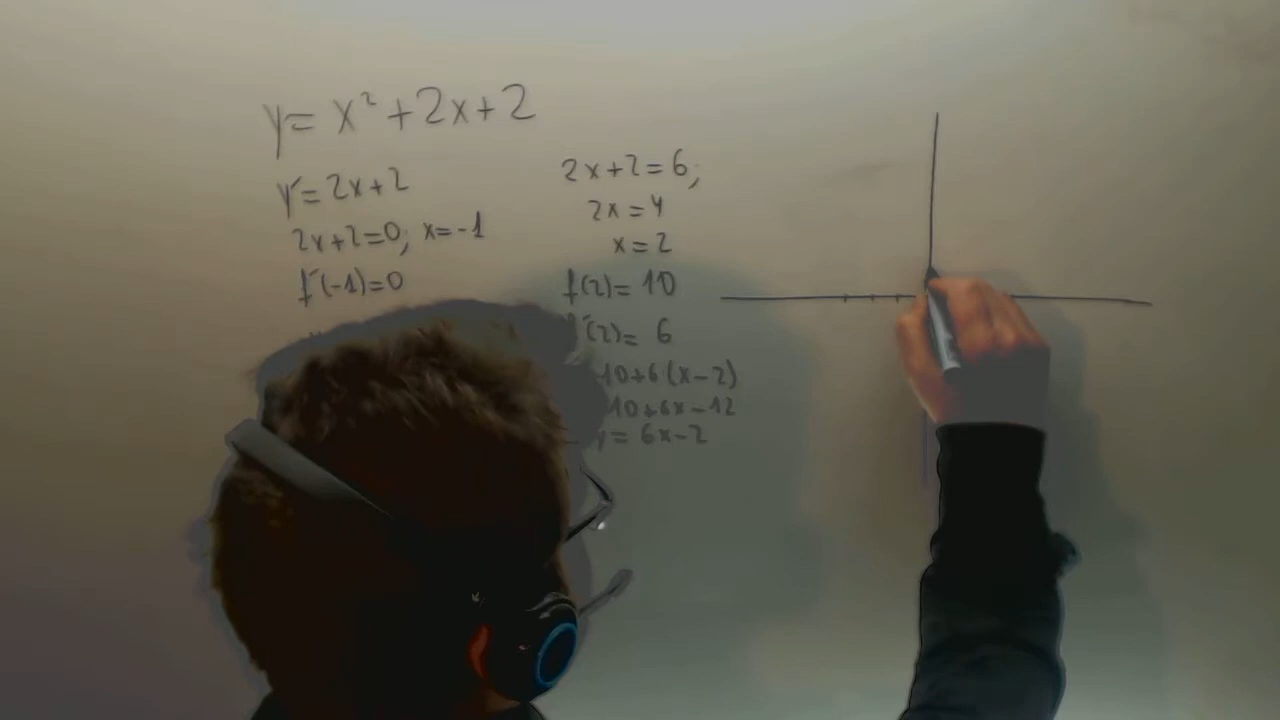 y= x²+2x+2
y'=2x+2
2x+2=0; x=-1
f'(-1)=0
2x+2=6;
2x=4
x=2
f(2)= 10
'(2)= 6
10+6(x-2)
10+6x-12
y= 6x-2